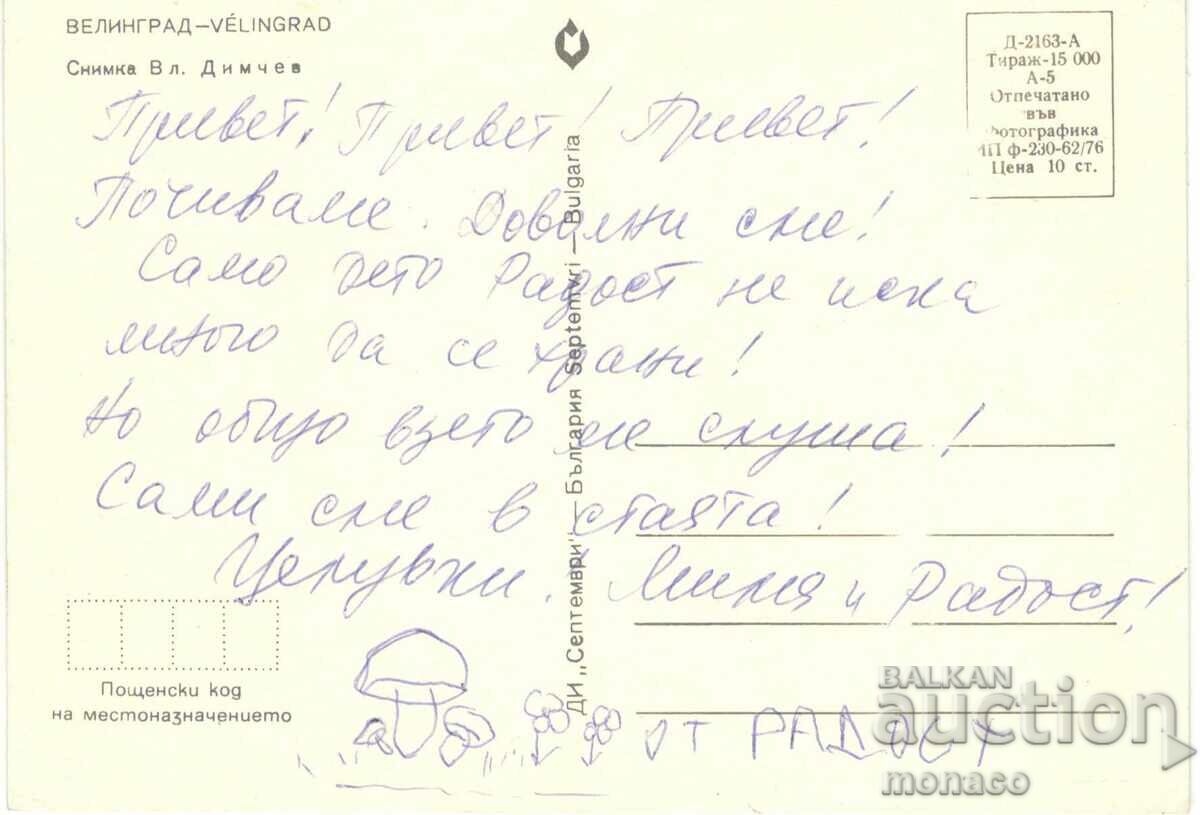 ВЕЛИНГРАД—VÉLINGRAD
Снимка Вл. Димчев
Д-2163-А
Тираж-15 000
А-5
Отпечатано
във
Фотографика
ИП ф-230-62/76
Цена 10 ст.
Привет! Привет! Привет!
Почиваме. Доволни сме!
Само дето Радост не иска
много да се храни!
Но общо взето ме слуша!
Сами сме в стаята!
Целувки! и Радост!
ДИ „Септември" — България Septemvri — Bulgaria
Пощенски код
на местоназначението
ОТ РАДОСТ
BALKAN
auction
monaco